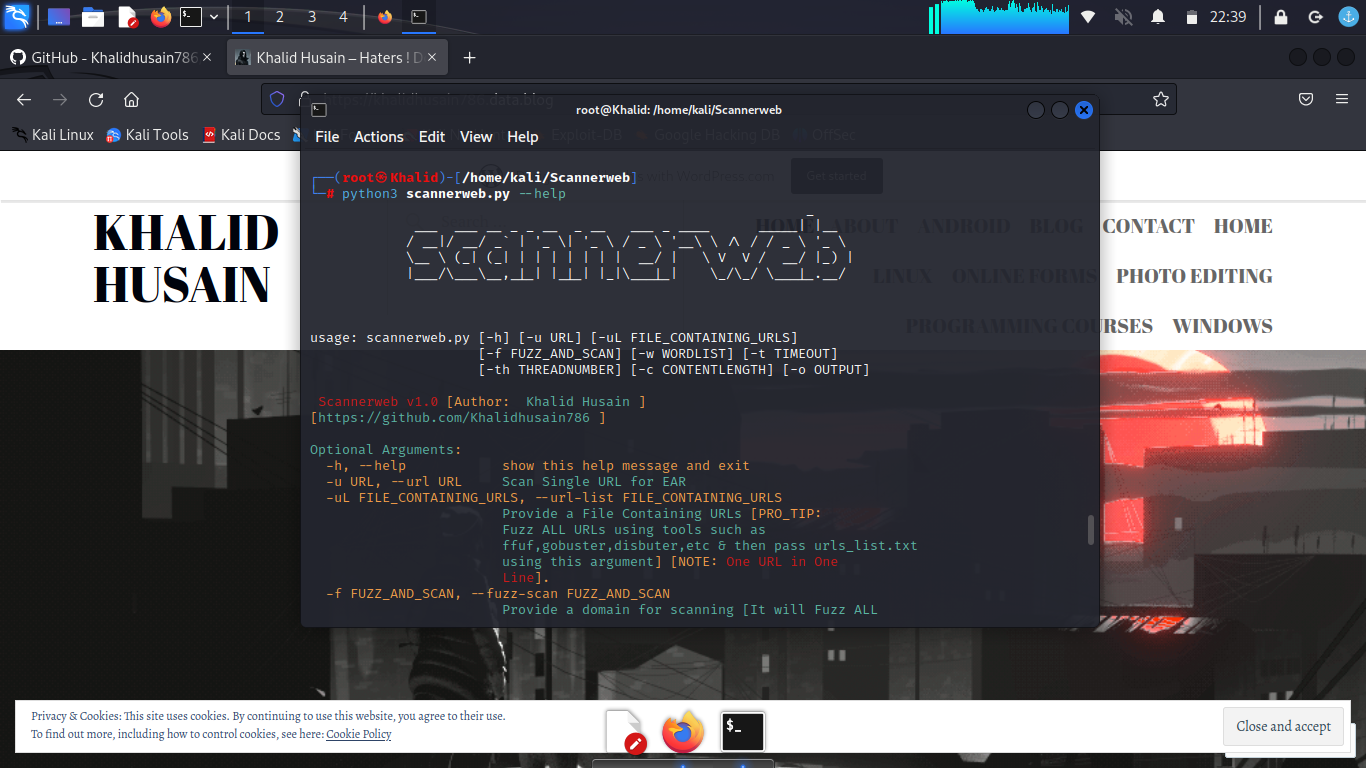 1 2 3 4
22:39
GitHub - Khalidhusain786
Khalid Husain – Haters ! D
data.blog
Kali Linux Kali Tools Kali Docs
Exploit-DB Google Hacking DB OffSec
root@Khalid: /home/kali/Scannerweb
File Actions Edit View Help
WordPress.com
Get started
(root㉿Khalid)-[/home/kali/Scannerweb]
# python3 scannerweb.py --help
scannerweb
usage: scannerweb.py [-h] [-u URL] [-uL FILE_CONTAINING_URLS]
[-f FUZZ_AND_SCAN] [-w WORDLIST] [-t TIMEOUT]
[-th THREADNUMBER] [-c CONTENTLENGTH] [-o OUTPUT]
Scannerweb v1.0 [Author: Khalid Husain ]
[https://github.com/Khalidhusain786 ]
Optional Arguments:
-h, --help show this help message and exit
-u URL, --url URL Scan Single URL for EAR
-uL FILE_CONTAINING_URLS, --url-list FILE_CONTAINING_URLS
Provide a File Containing URLs [PRO_TIP:
Fuzz ALL URLs using tools such as
ffuf,gobuster,disbuter,etc & then pass urls_list.txt
using this argument] [NOTE: One URL in One
Line].
-f FUZZ_AND_SCAN, --fuzz-scan FUZZ_AND_SCAN
Provide a domain for scanning [It will Fuzz ALL
KHALID
HUSAIN
HOME ABOUT ANDROID BLOG CONTACT HOME
LINUX ONLINE FORMS PHOTO EDITING
PROGRAMMING COURSES WINDOWS
Privacy & Cookies: This site uses cookies. By continuing to use this website, you agree to their use.
To find out more, including how to control cookies, see here: Cookie Policy
Close and accept